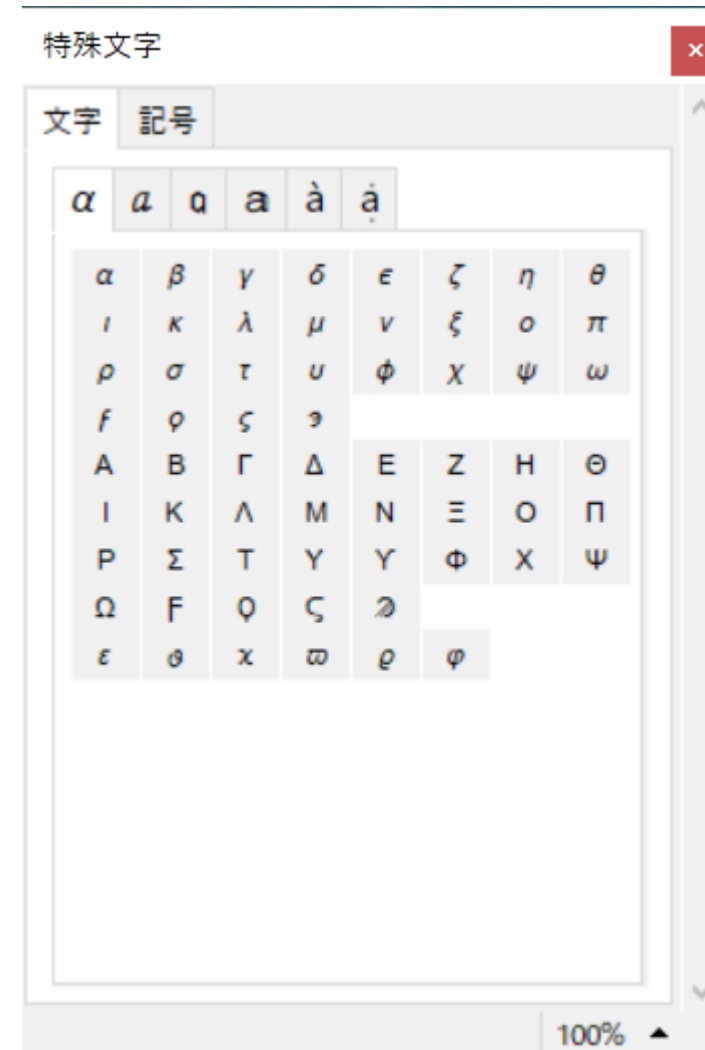 特殊文字 ×
文字 記号
α a a a à ạ̇
α β γ δ ϵ ζ η θ
ι κ λ μ ν ξ ο π
ρ σ τ υ ϕ χ ψ ω
ϝ ϙ ς ϡ
Α Β Γ Δ Ε Ζ Η Θ
Ι Κ Λ Μ Ν Ξ Ο Π
Ρ Σ Τ Υ ϒ Φ Χ Ψ
Ω Ϝ Ϙ Ϛ Ϡ
ε ϑ ϰ ϖ ϱ φ
100% ▲